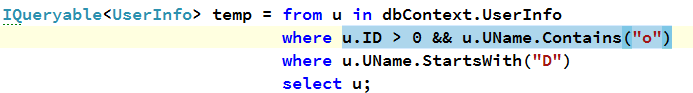 IQueryable<UserInfo> temp = from u in dbContext.UserInfo
where u.ID > 0 && u.UName.Contains("o")
where u.UName.StartsWith("D")
select u;